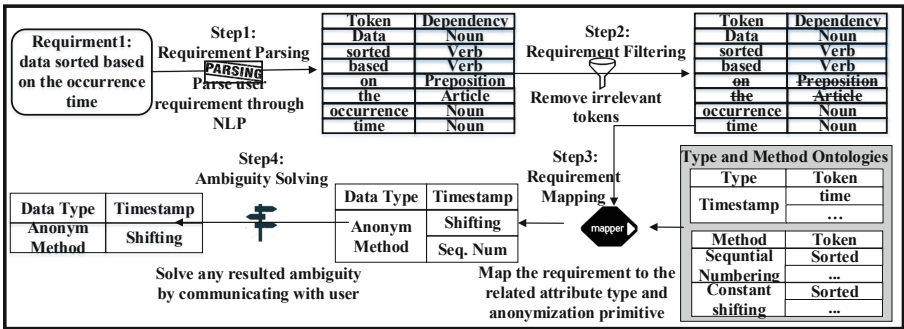 Requirment1:
data sorted based
on the occurrence
time
Step1:
Requirement Parsing
PARSING
Parse user
requirement through
NLP
Token Dependency
Data Noun
sorted Verb
based Verb
on Preposition
the Article
occurrence Noun
time Noun
Step2:
Requirement Filtering
Remove irrelevant
tokens
Token Dependency
Data Noun
sorted Verb
based Verb
on Preposition
the Article
occurrence Noun
time Noun
Step3:
Requirement
Mapping
mapper
Map the requirement to the
related attribute type and
anonymization primitive
Type and Method Ontologies
Type Token
Timestamp time
...
Method Token
Sequntial Numbering Sorted
...
Constant shifting Sorted
...
Data Type Timestamp
Anonym Method Shifting
Seq. Num
Step4:
Ambiguity Solving
Solve any resulted ambiguity
by communicating with user
Data Type Timestamp
Anonym Method Shifting